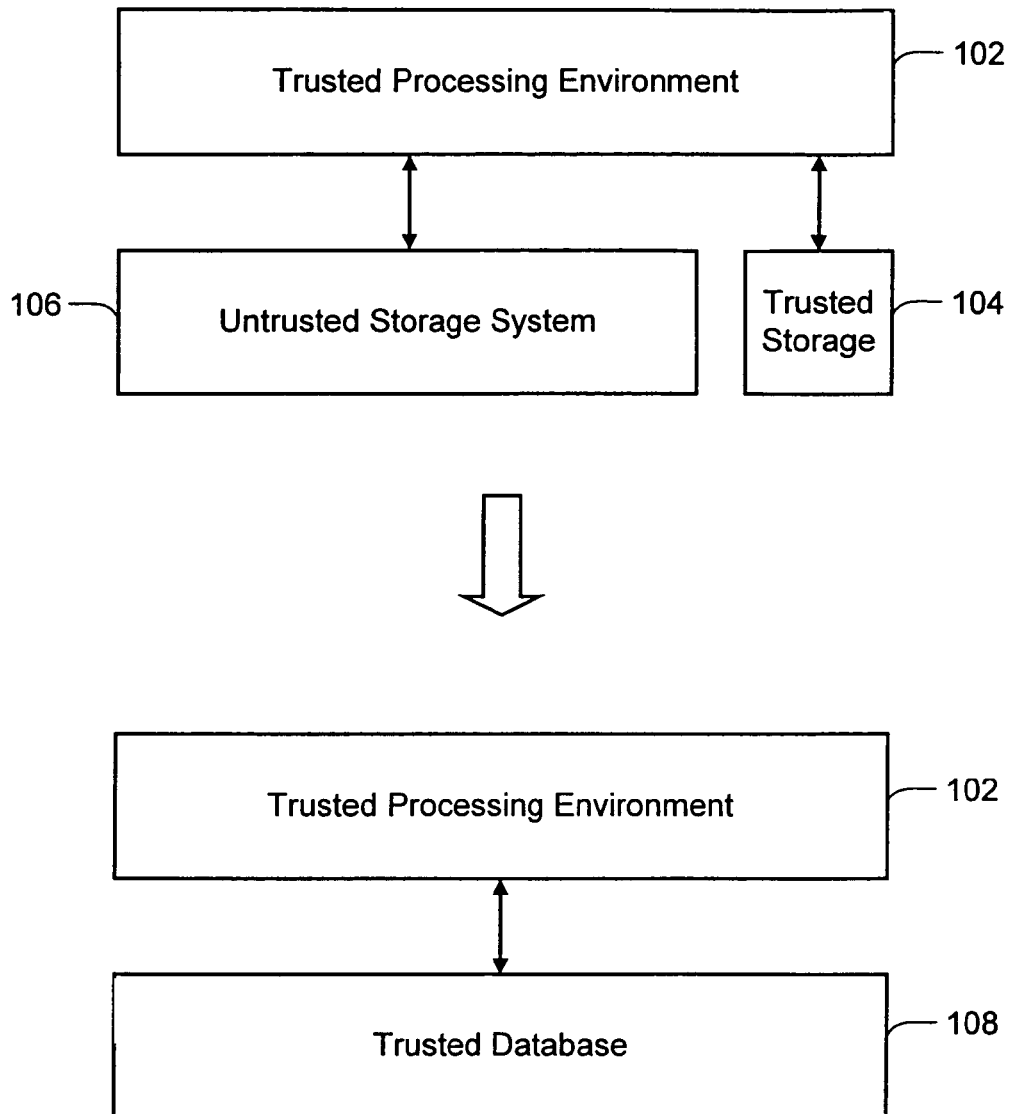 Trusted Processing Environment
102
106
Untrusted Storage System
Trusted
Storage
104
Trusted Processing Environment
102
Trusted Database
108